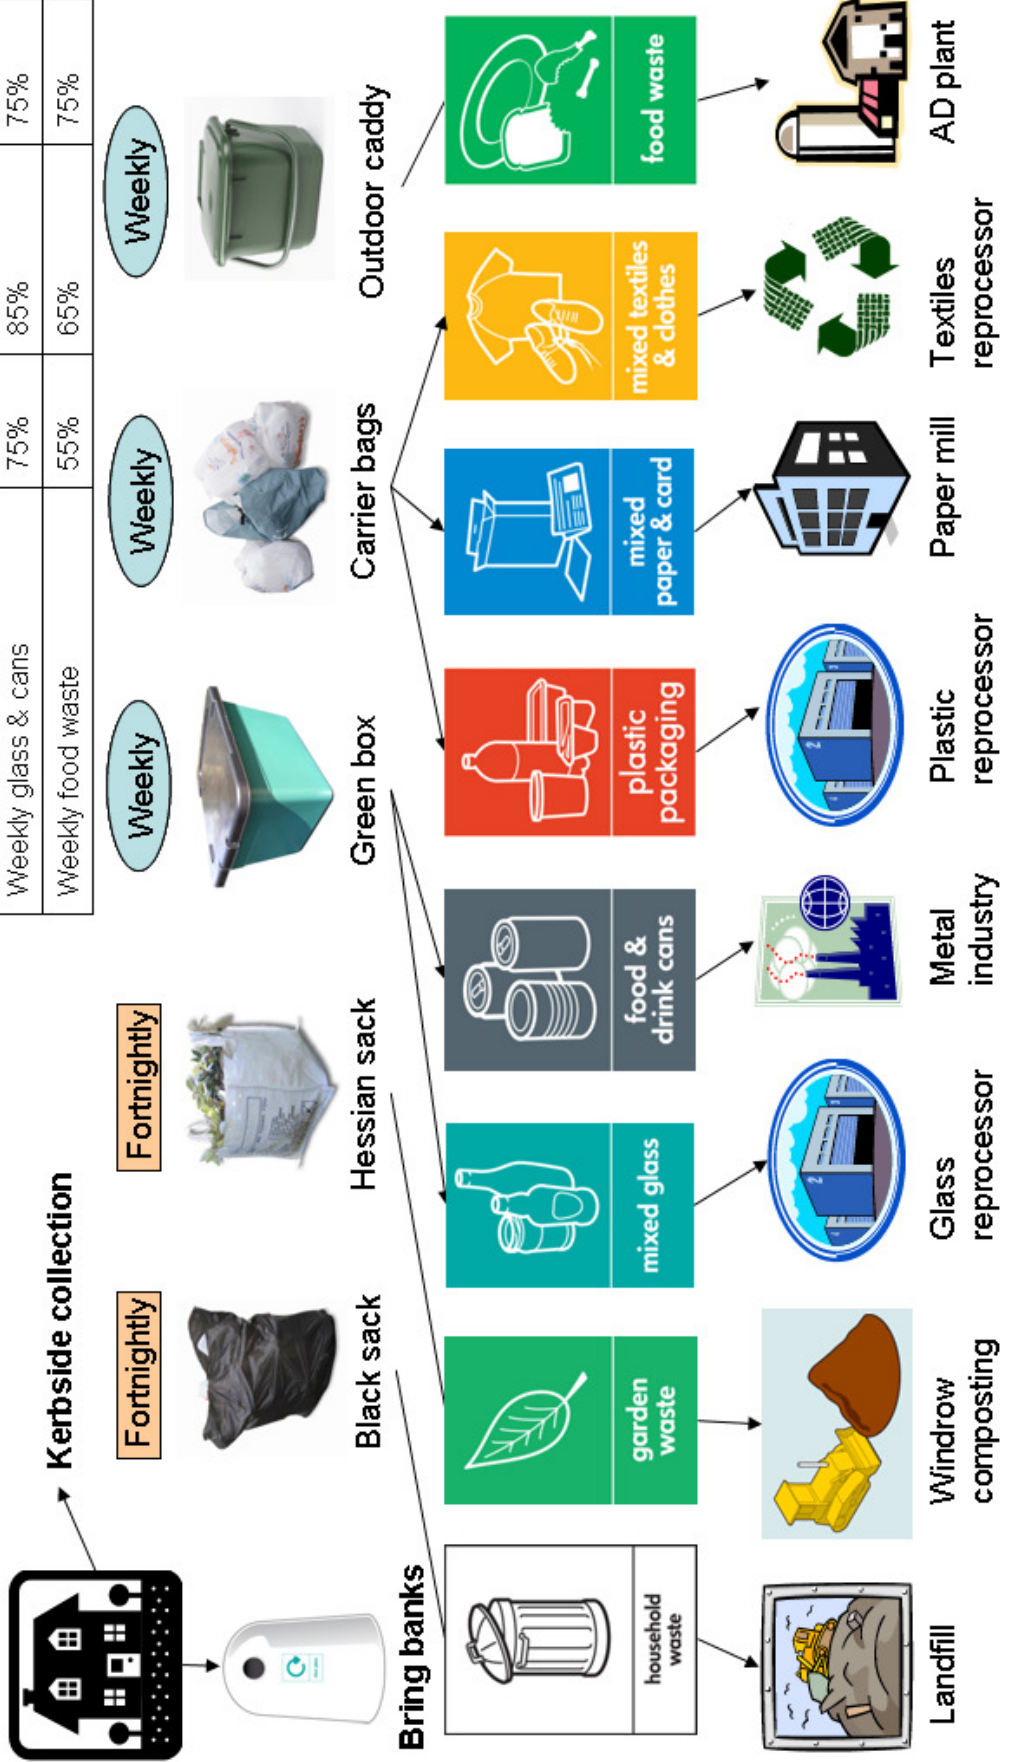 Weekly glass & cans 75% 85% 75%
Weekly food waste 55% 65% 75%
Kerbside collection
Fortnightly
Fortnightly
Weekly
Weekly
Weekly
Black sack
Hessian sack
Green box
Carrier bags
Outdoor caddy
Bring banks
household
waste
garden
waste
mixed glass
food &
drink cans
plastic
packaging
mixed
paper & card
mixed textiles
& clothes
food waste
Landfill
Windrow
composting
Glass
reprocessor
Metal
industry
Plastic
reprocessor
Paper mill
Textiles
reprocessor
AD plant